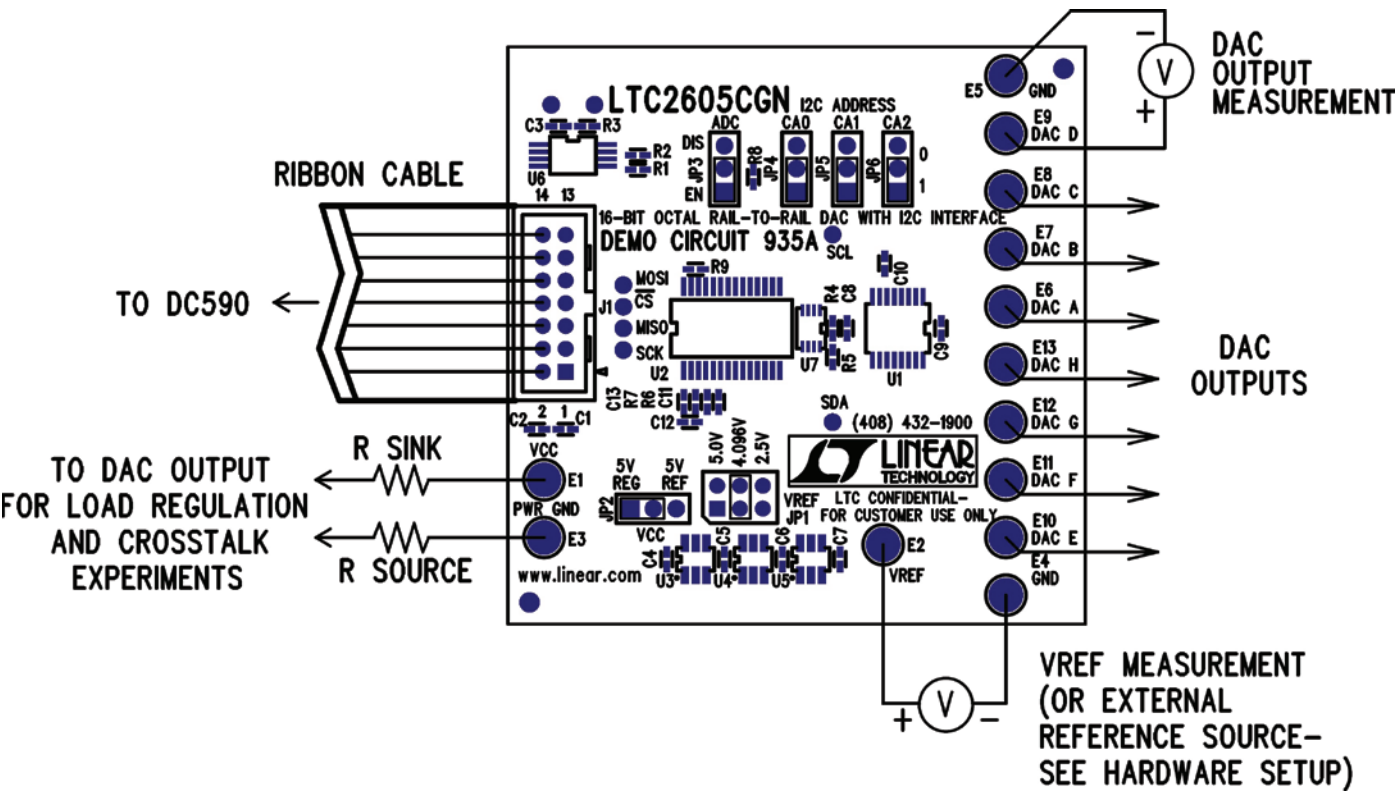 DAC
OUTPUT
MEASUREMENT
-
V
+
E5
GND
E9
DAC D
E8
DAC C
E7
DAC B
E6
DAC A
E13
DAC H
E12
DAC G
E11
DAC F
E10
DAC E
E4
GND
DAC
OUTPUTS
LTC2605CGN
I2C ADDRESS
ADC
CA0
CA1
CA2
C3
R3
U6
R2
R1
DIS
JP3
EN
R8
JP4
JP5
JP6
0
1
16-BIT OCTAL RAIL-TO-RAIL DAC WITH I2C INTERFACE
DEMO CIRCUIT 935A
SCL
RIBBON CABLE
14 13
TO DC590
J1
MOSI
CS
MISO
SCK
R9
U2
R4
C8
U7
R5
C10
C9
U1
2 1
C2
C1
C13
R7
R6
C11
C12
SDA
(408) 432-1900
LINEAR
TECHNOLOGY
LTC CONFIDENTIAL-
FOR CUSTOMER USE ONLY
VCC
E1
PWR GND
E3
5V
REG
5V
REF
JP2
VCC
5.0V
4.096V
2.5V
VREF
JP1
C4
U3
C5
U4
C6
U5
C7
E2
VREF
www.linear.com
R SINK
TO DAC OUTPUT
FOR LOAD REGULATION
AND CROSSTALK
EXPERIMENTS
R SOURCE
+
V
-
VREF MEASUREMENT
(OR EXTERNAL
REFERENCE SOURCE-
SEE HARDWARE SETUP)